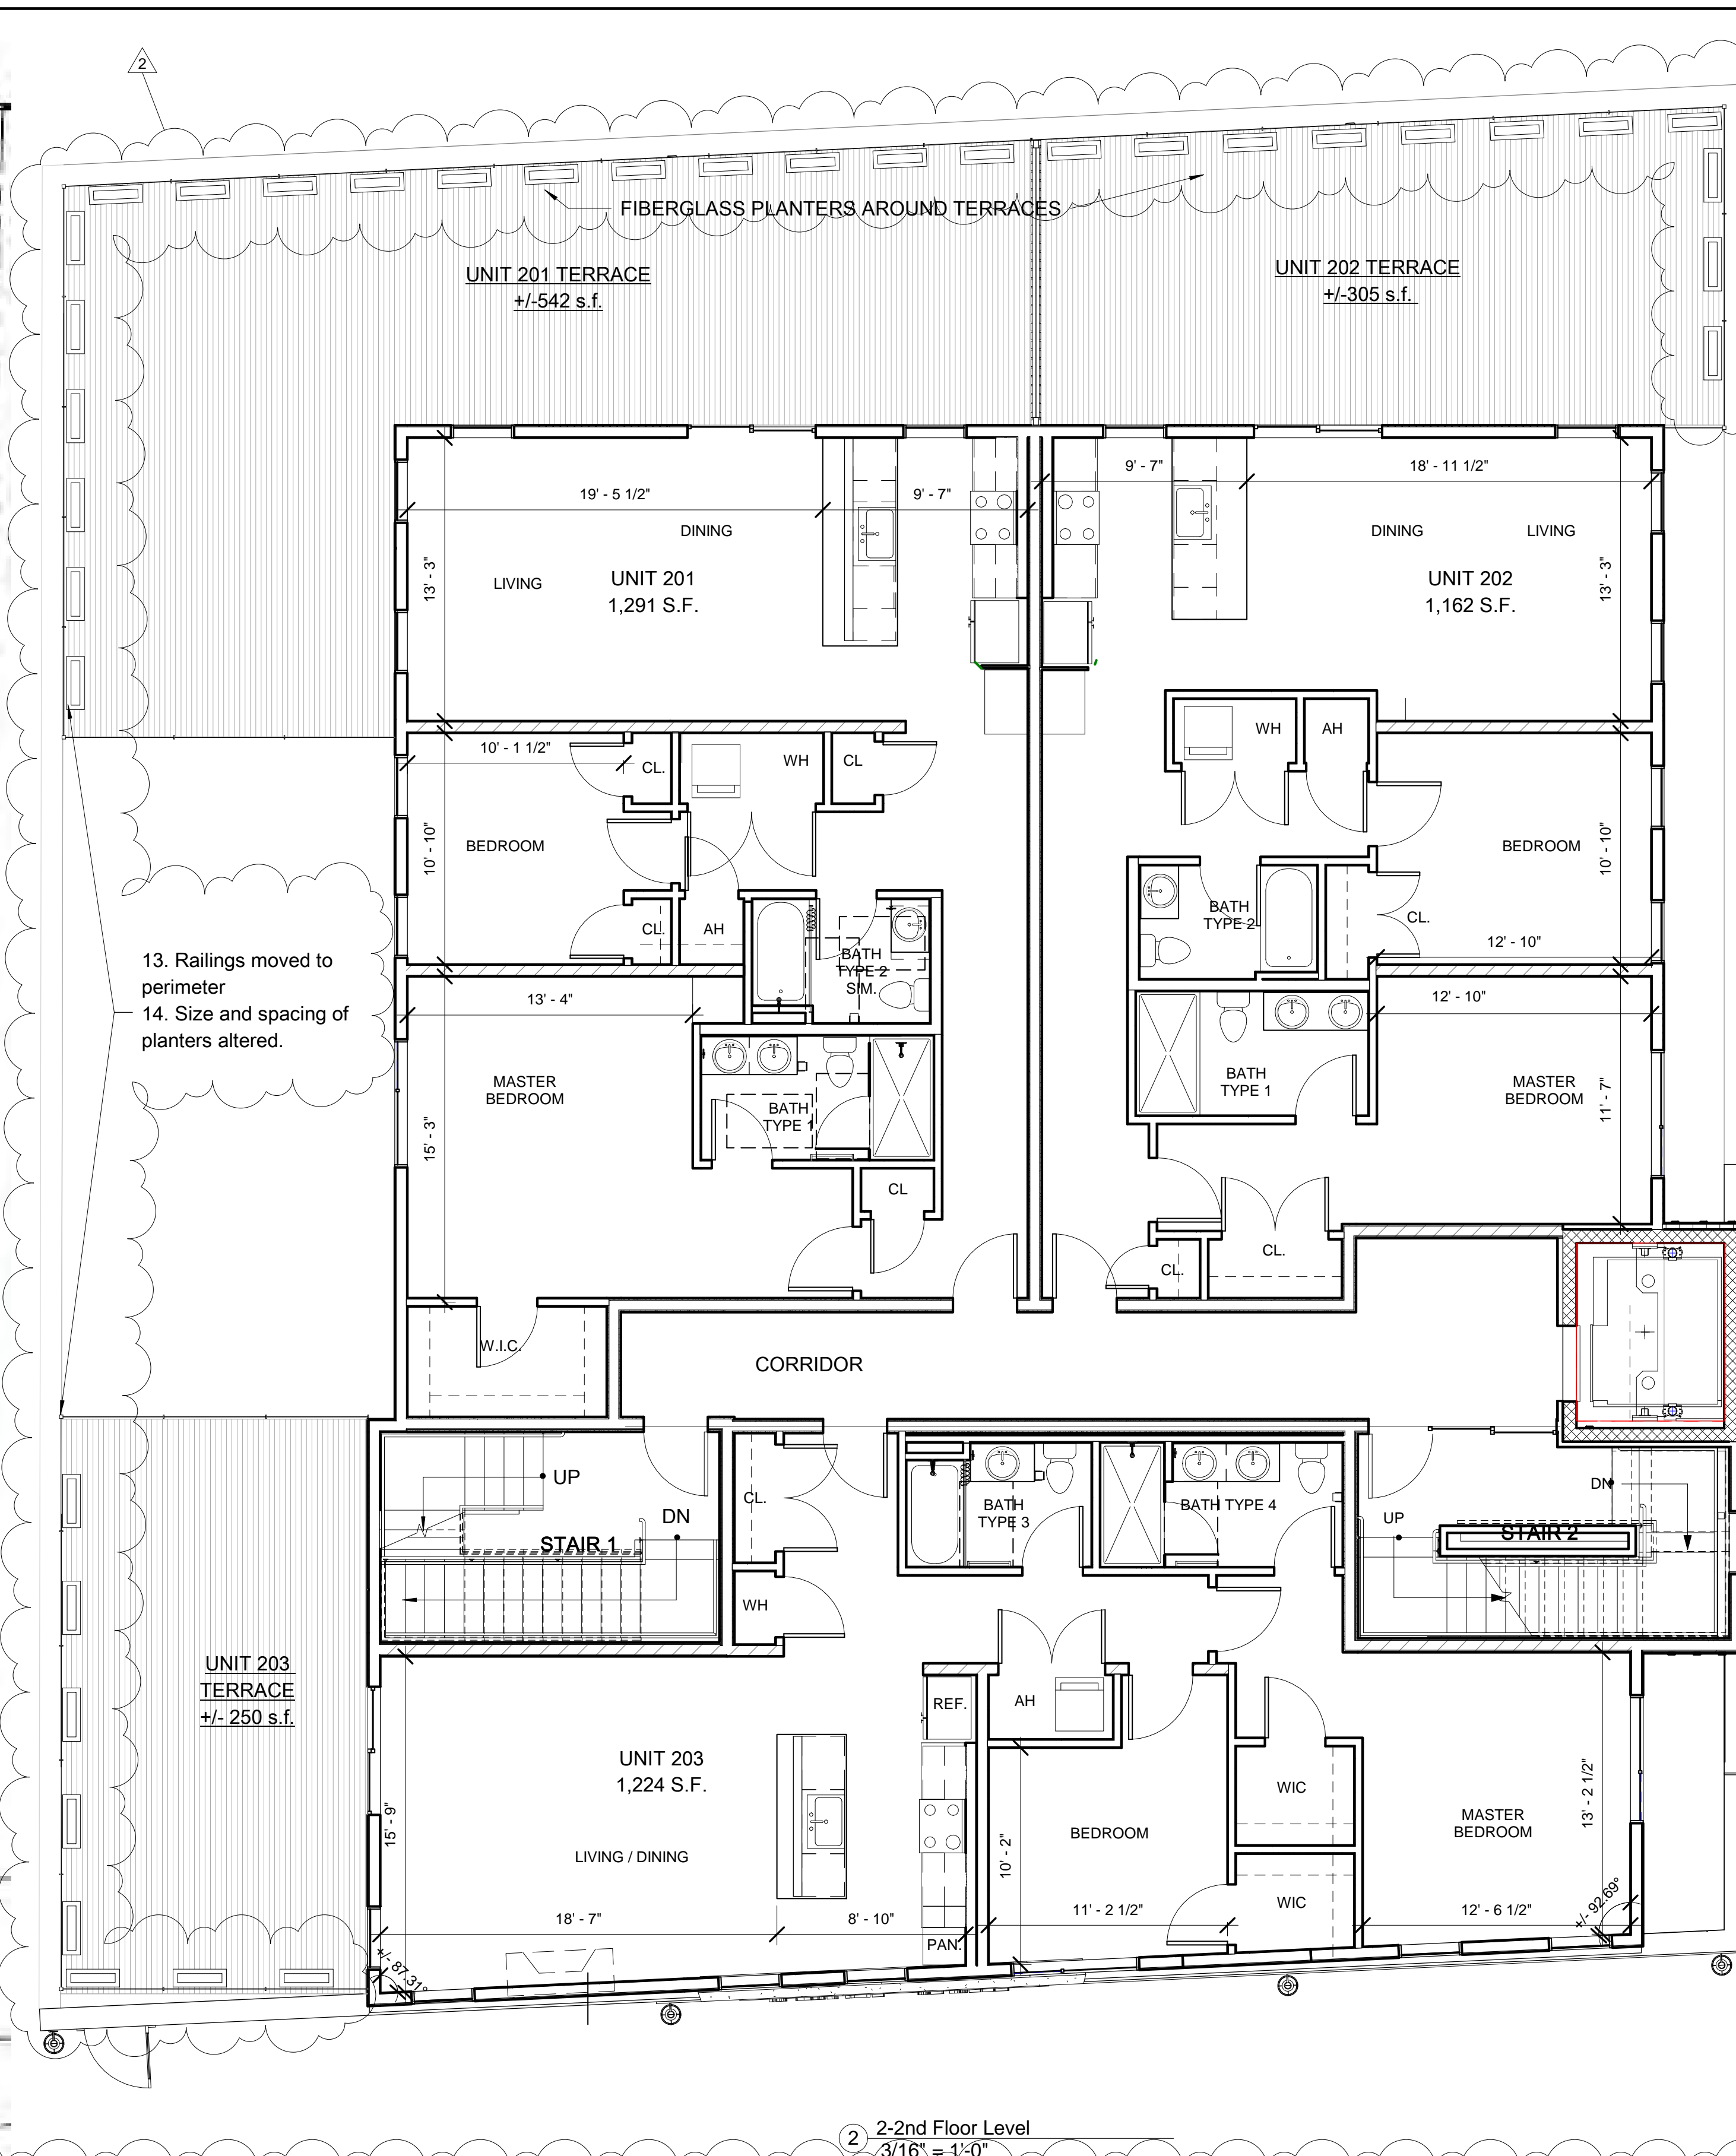 2
FIBERGLASS PLANTERS AROUND TERRACES
UNIT 201 TERRACE
+/-542 s.f.
UNIT 202 TERRACE
+/-305 s.f.
19' - 5 1/2"
9' - 7"
9' - 7"
18' - 11 1/2"
DINING
LIVING
13' - 3"
UNIT 201
1,291 S.F.
DINING
LIVING
UNIT 202
1,162 S.F.
13' - 3"
10' - 1 1/2"
CL.
WH
CL
WH
AH
BEDROOM
10' - 10"
CL.
AH
BATH
TYPE 2
SIM.
BEDROOM
10' - 10"
BATH
TYPE 2
CL.
12' - 10"
13. Railings moved to
perimeter
14. Size and spacing of
planters altered.
13' - 4"
12' - 10"
MASTER
BEDROOM
15' - 3"
BATH
TYPE 1
CL
BATH
TYPE 1
MASTER
BEDROOM
11' - 7"
CL.
CL.
W.I.C.
CORRIDOR
UP
DN
STAIR 1
CL.
WH
BATH
TYPE 3
BATH TYPE 4
UP
DN
STAIR 2
UNIT 203
TERRACE
+/- 250 s.f.
REF.
AH
UNIT 203
1,224 S.F.
15' - 9"
LIVING / DINING
18' - 7"
8' - 10"
PAN.
BEDROOM
10' - 2"
11' - 2 1/2"
WIC
WIC
MASTER
BEDROOM
13' - 2 1/2"
12' - 6 1/2"
+/- 92.69°
+/- 87.31°
2
2-2nd Floor Level
3/16" = 1'-0"